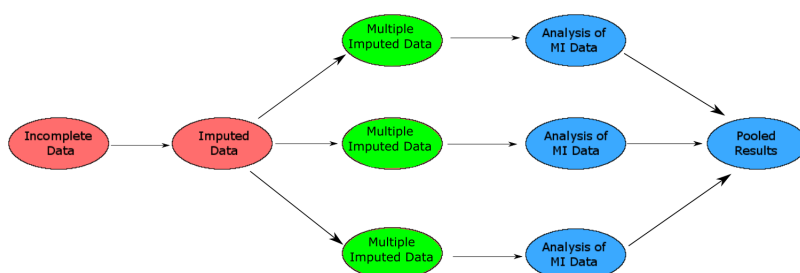 Multiple
Imputed Data
Analysis of
MI Data
Incomplete
Data
Imputed
Data
Multiple
Imputed Data
Analysis of
MI Data
Pooled
Results
Multiple
Imputed Data
Analysis of
MI Data